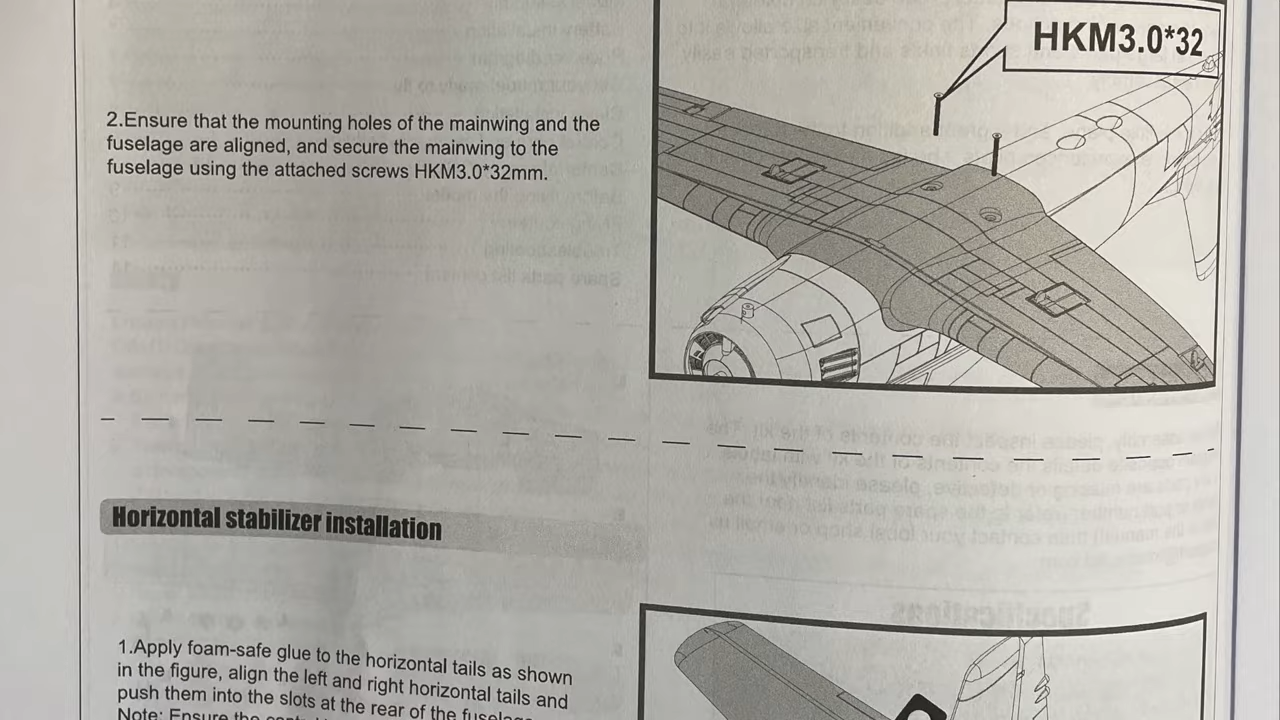 HKM3.0*32
2.Ensure that the mounting holes of the mainwing and the
fuselage are aligned, and secure the mainwing to the
fuselage using the attached screws HKM3.0*32mm.
Horizontal stabilizer installation
1.Apply foam-safe glue to the horizontal tails as shown
in the figure, align the left and right horizontal tails and
push them into the slots at the rear of the
Note: Ensure the